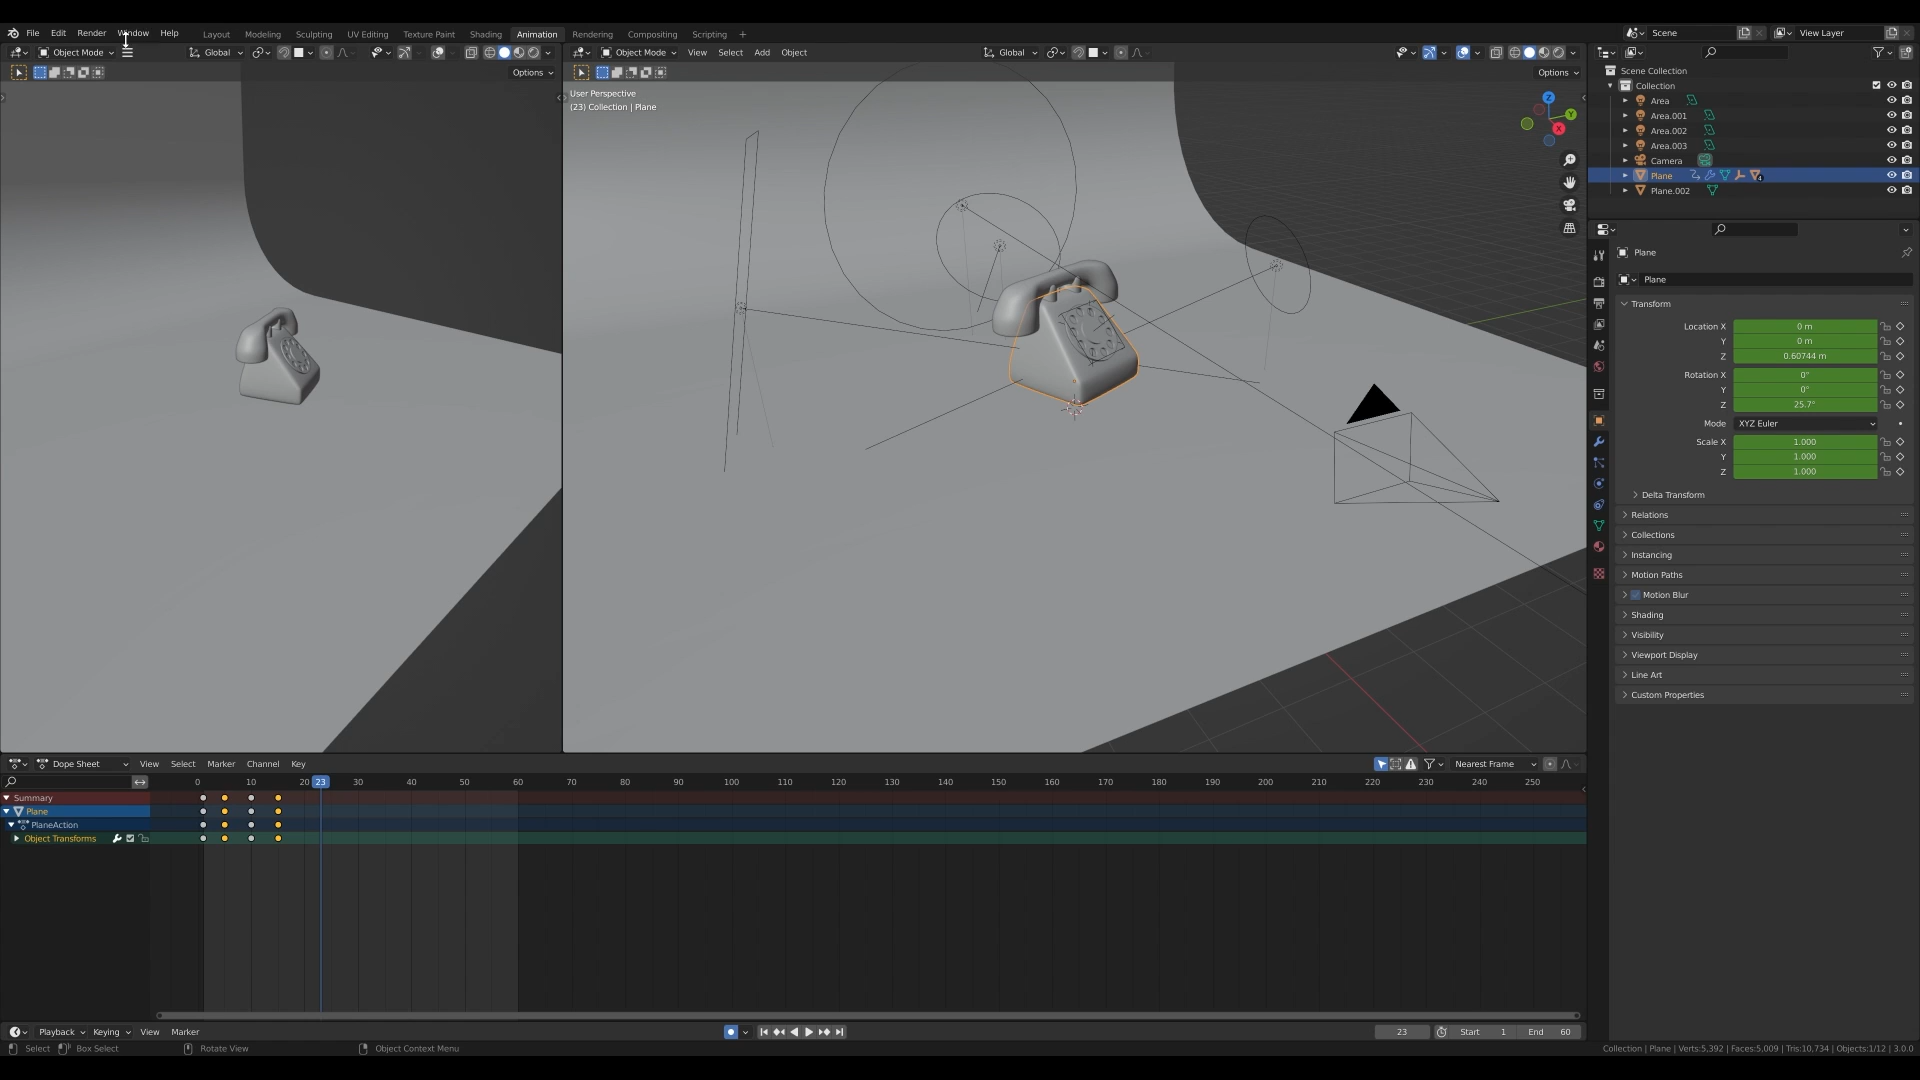 File Edit Render Window Help Layout Modeling Sculpting UV Editing Texture Paint Shading Animation Rendering Compositing Scripting + Scene View Layer
Object Mode Global Object Mode View Select Add Object Global
Options Options
User Perspective
(23) Collection | Plane
Z
Y
X
Scene Collection
Collection
Area
Area.001
Area.002
Area.003
Camera
Plane 4
Plane.002
Plane
Plane
Transform
Location X 0 m
Y 0 m
Z 0.60744 m
Rotation X 0°
Y 0°
Z 25.7°
Mode XYZ Euler
Scale X 1.000
Y 1.000
Z 1.000
Delta Transform
Relations
Collections
Instancing
Motion Paths
Motion Blur
Shading
Visibility
Viewport Display
Line Art
Custom Properties
Dope Sheet View Select Marker Channel Key Nearest Frame
0 10 20 23 30 40 50 60 70 80 90 100 110 120 130 140 150 160 170 180 190 200 210 220 230 240 250
Summary
Plane
PlaneAction
Object Transforms
Playback Keying View Marker 23 Start 1 End 60
Select Box Select Rotate View Object Context Menu Collection | Plane | Verts:5,392 | Faces:5,009 | Tris:10,734 | Objects:1/12 | 3.0.0